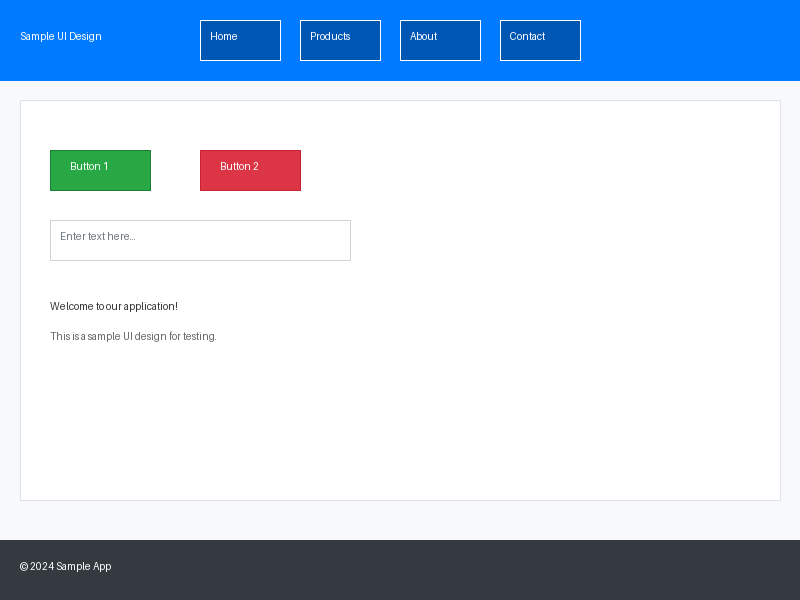 Sample UI Design
Home
Products
About
Contact
Button 1
Button 2
Enter text here...
Welcome to our application!
This is a sample UI design for testing.
© 2024 Sample App